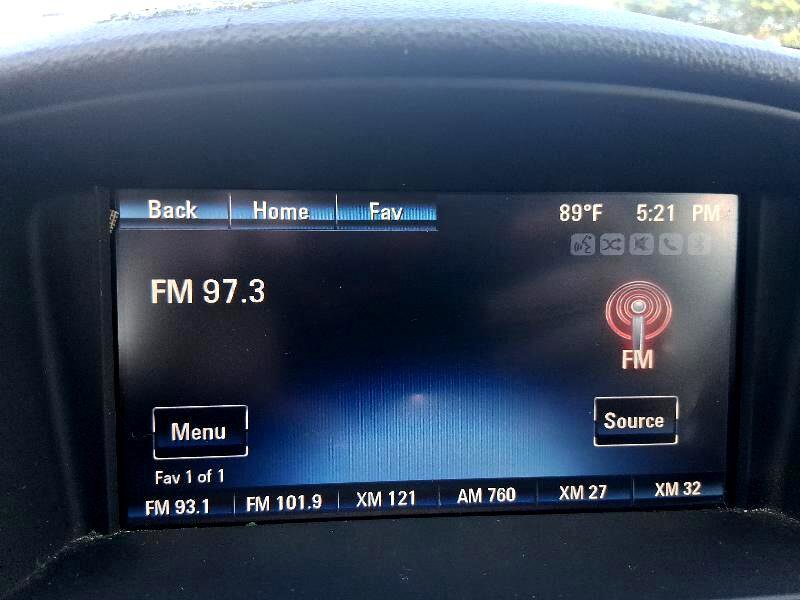 Back Home Fav 89°F 5:21 PM
FM 97.3
FM
Menu Source
Fav 1 of 1
FM 93.1 FM 101.9 XM 121 AM 760 XM 27 XM 32